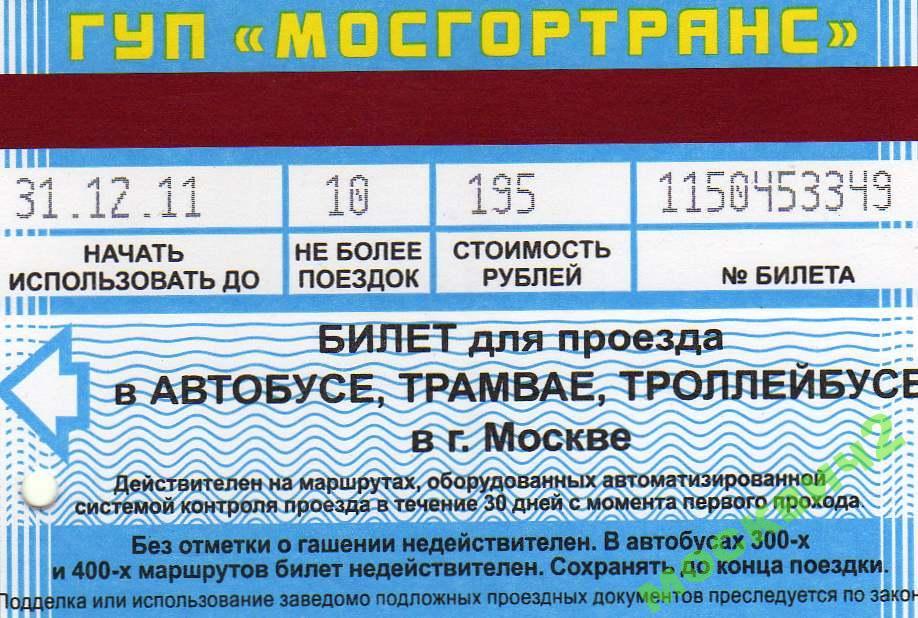 ГУП «МОСГОРТРАНС»
31.12.11 10 195 1150453349
НАЧАТЬ ИСПОЛЬЗОВАТЬ ДО
НЕ БОЛЕЕ ПОЕЗДОК
СТОИМОСТЬ РУБЛЕЙ
№ БИЛЕТА
БИЛЕТ для проезда
в АВТОБУСЕ, ТРАМВАЕ, ТРОЛЛЕЙБУСЕ
в г. Москве
Действителен на маршрутах, оборудованных автоматизированной
системой контроля проезда в течение 30 дней с момента первого прохода.
Без отметки о гашении недействителен. В автобусах 300-х
и 400-х маршрутов билет недействителен. Сохранять до конца поездки.
Подделка или использование заведомо подложных проездных документов преследуется по закон